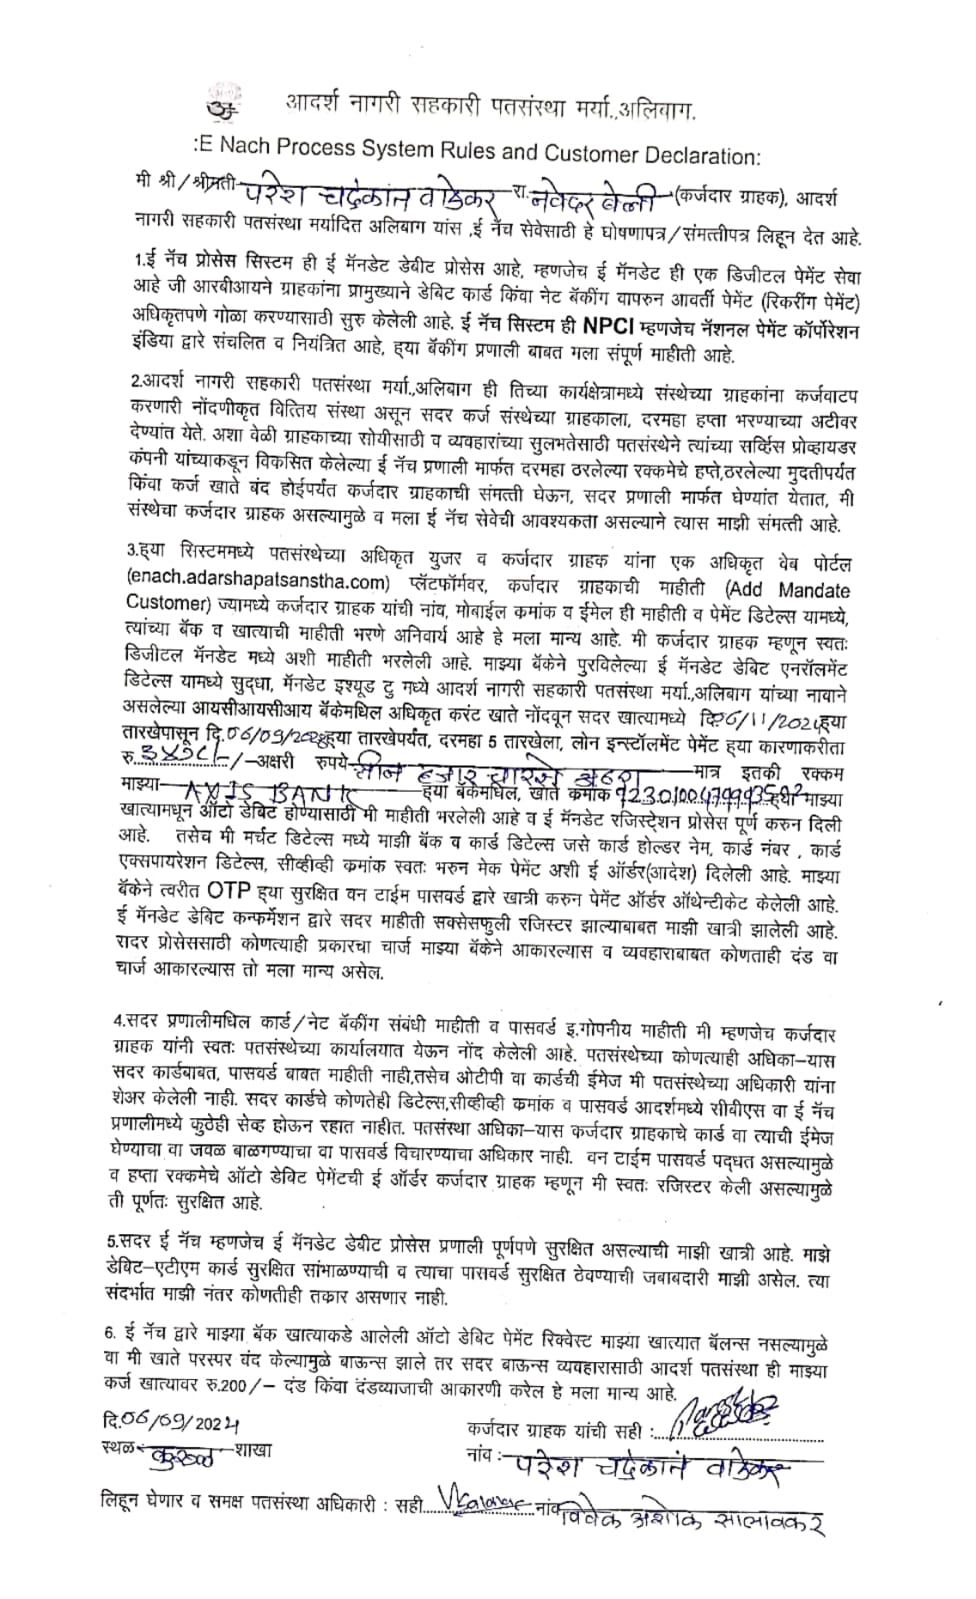 आदर्श नागरी सहकारी पतसंस्था मर्या.,अलिबाग.
:E Nach Process System Rules and Customer Declaration:
मी श्री/श्रीमती परेश चंद्रकांत वाडेकर रा. नवेदर बेली (कर्जदार ग्राहक), आदर्श
नागरी सहकारी पतसंस्था मर्यादित अलिबाग यांस ,ई नॅच सेवेसाठी हे घोषणापत्र/संमत्तीपत्र लिहून देत आहे.
1.ई नॅच प्रोसेस सिस्टम ही ई मॅनडेट डेबीट प्रोसेस आहे, म्हणजेच ई मॅनडेट ही एक डिजीटल पेमेंट सेवा
आहे जी आरबीआयने ग्राहकांना प्रामुख्याने डेबिट कार्ड किंवा नेट बॅकींग वापरुन आवर्ती पेमेंट (रिकरींग पेमेंट)
अधिकृतपणे गोळा करण्यासाठी सुरु केलेली आहे. ई नॅच सिस्टम ही NPCI म्हणजेच नॅशनल पेमेंट कॉर्पोरेशन
इंडिया द्वारे संचलित व नियंत्रित आहे, ह्या बॅकींग प्रणाली बाबत मला संपूर्ण माहीती आहे.
2.आदर्श नागरी सहकारी पतसंस्था मर्या.,अलिबाग ही तिच्या कार्यक्षेत्रामध्ये संस्थेच्या ग्राहकांना कर्जवाटप
करणारी नोंदणीकृत वित्तिय संस्था असून सदर कर्ज संस्थेच्या ग्राहकाला, दरमहा हप्ता भरण्याच्या अटीवर
देण्यांत येते. अशा वेळी ग्राहकाच्या सोयीसाठी व व्यवहारांच्या सुलभतेसाठी पतसंस्थेने त्यांच्या सर्व्हिस प्रोव्हायडर
कंपनी यांच्याकडून विकसित केलेल्या ई नॅच प्रणाली मार्फत दरमहा ठरलेल्या रक्कमेचे हप्ते,ठरलेल्या मुदतीपर्यंत
किंवा कर्ज खाते बंद होईपर्यंत कर्जदार ग्राहकाची संमत्ती घेऊन, सदर प्रणाली मार्फत घेण्यांत येतात, मी
संस्थेचा कर्जदार ग्राहक असल्यामुळे व मला ई नॅच सेवेची आवश्यकता असल्याने त्यास माझी संमत्ती आहे.
3.ह्या सिस्टममध्ये पतसंस्थेच्या अधिकृत युजर व कर्जदार ग्राहक यांना एक अधिकृत वेब पोर्टल
(enach.adarshapatsanstha.com) प्लॅटफॉर्मवर, कर्जदार ग्राहकाची माहीती (Add Mandate
Customer) ज्यामध्ये कर्जदार ग्राहक यांची नांव, मोबाईल कमांक व ईमेल ही माहीती व पेमेंट डिटेल्स यामध्ये,
त्यांच्या बॅक व खात्याची माहीती भरणे अनिवार्य आहे हे मला मान्य आहे. मी कर्जदार ग्राहक म्हणून स्वतः
डिजीटल मॅनडेट मध्ये अशी माहीती भरलेली आहे. माझ्या बॅकेने पुरविलेल्या ई मॅनडेट डेबिट एनरॉलमेंट
डिटेल्स यामध्ये सुद्धा, मॅनडेट इश्यूड टु मध्ये आदर्श नागरी सहकारी पतसंस्था मर्या.,अलिबाग यांच्या नावाने
असलेल्या आयसीआयसीआय बॅकेमधिल अधिकृत करंट खाते नोंदवून सदर खात्यामध्ये दि. 06/11/2024 ह्या
तारखेपासून दि. 06/09/2028 ह्या तारखेपर्यंत, दरमहा 5 तारखेला, लोन इन्स्टॉलमेंट पेमेंट ह्या कारणाकरीता
रु. 3418/- /-अक्षरी रुपये- तीन हजार चारशे अठरा मात्र इतकी रक्कम
माझ्या- AXIS BANK ह्या बॅकेमधिल, खाते कमांक ह्या माझ्या
खात्यामधून ऑटो डेबिट होण्यासाठी मी माहीती भरलेली आहे व ई मॅनडेट रजिस्ट्रेशन प्रोसेस पूर्ण करुन दिली
आहे. तसेच मी मर्चंट डिटेल्स मध्ये माझी बॅक व कार्ड डिटेल्स जसे कार्ड होल्डर नेम, कार्ड नंबर , कार्ड
एक्सपायरेशन डिटेल्स, सीव्हीव्ही कमांक स्वतः भरुन मेक पेमेंट अशी ई ऑर्डर(आदेश) दिलेली आहे. माझ्या
बॅकेने त्वरीत OTP ह्या सुरक्षित वन टाईम पासवर्ड द्वारे खात्री करुन पेमेंट ऑर्डर ऑथेन्टीकेट केलेली आहे.
ई मॅनडेट डेबिट कन्फर्मेशन द्वारे सदर माहीती सक्सेसफुली रजिस्टर झाल्याबाबत माझी खात्री झालेली आहे.
सदर प्रोसेससाठी कोणत्याही प्रकारचा चार्ज माझ्या बॅकेने आकारल्यास व व्यवहाराबाबत कोणताही दंड वा
चार्ज आकारल्यास तो मला मान्य असेल.
4.सदर प्रणालीमधिल कार्ड/नेट बॅकींग संबंधी माहीती व पासवर्ड इ.गोपनीय माहीती मी म्हणजेच कर्जदार
ग्राहक यांनी स्वतः पतसंस्थेच्या कार्यालयात येऊन नोंद केलेली आहे. पतसंस्थेच्या कोणत्याही अधिका-यास
सदर कार्डबाबत, पासवर्ड बाबत माहीती नाही,तसेच ओटीपी वा कार्डची ईमेज मी पतसंस्थेच्या अधिकारी यांना
शेअर केलेली नाही. सदर कार्डचे कोणतेही डिटेल्स,सीव्हीव्ही कमांक व पासवर्ड आदर्शमध्ये सीबीएस वा ई नॅच
प्रणालीमध्ये कुठेही सेव्ह होऊन रहात नाहीत. पतसंस्था अधिका-यास कर्जदार ग्राहकाचे कार्ड वा त्याची ईमेज
घेण्याचा वा जवळ बाळगण्याचा वा पासवर्ड विचारण्याचा अधिकार नाही. वन टाईम पासवर्ड पद्धत असल्यामुळे
व हप्ता रक्कमेचे ऑटो डेबिट पेमेंटची ई ऑर्डर कर्जदार ग्राहक म्हणून मी स्वतः रजिस्टर केली असल्यामुळे
ती पूर्णतः सुरक्षित आहे.
5.सदर ई नॅच म्हणजेच ई मॅनडेट डेबीट प्रोसेस प्रणाली पूर्णपणे सुरक्षित असल्याची माझी खात्री आहे. माझे
डेबिट-एटीएम कार्ड सुरक्षित सांभाळण्याची व त्याचा पासवर्ड सुरक्षित ठेवण्याची जबाबदारी माझी असेल. त्या
संदर्भात माझी नंतर कोणतीही तकार असणार नाही.
6. ई नॅच द्वारे माझ्या बॅक खात्याकडे आलेली ऑटो डेबिट पेमेंट रिक्वेस्ट माझ्या खात्यात बॅलन्स नसल्यामुळे
वा मी खाते परस्पर बंद केल्यामुळे बाऊन्स झाले तर सदर बाऊन्स व्यवहारासाठी आदर्श पतसंस्था ही माझ्या
कर्ज खात्यावर रु.200/- दंड किंवा दंडव्याजाची आकारणी करेल हे मला मान्य आहे.
दि. 06/09/2024
कर्जदार ग्राहक यांची सही :
स्थळ- कुरुळ -शाखा
नांव :- परेश चंद्रकांत वाडेकर
लिहून घेणार व समक्ष पतसंस्था अधिकारी : सही नांव विवेक अशोक सालावकर